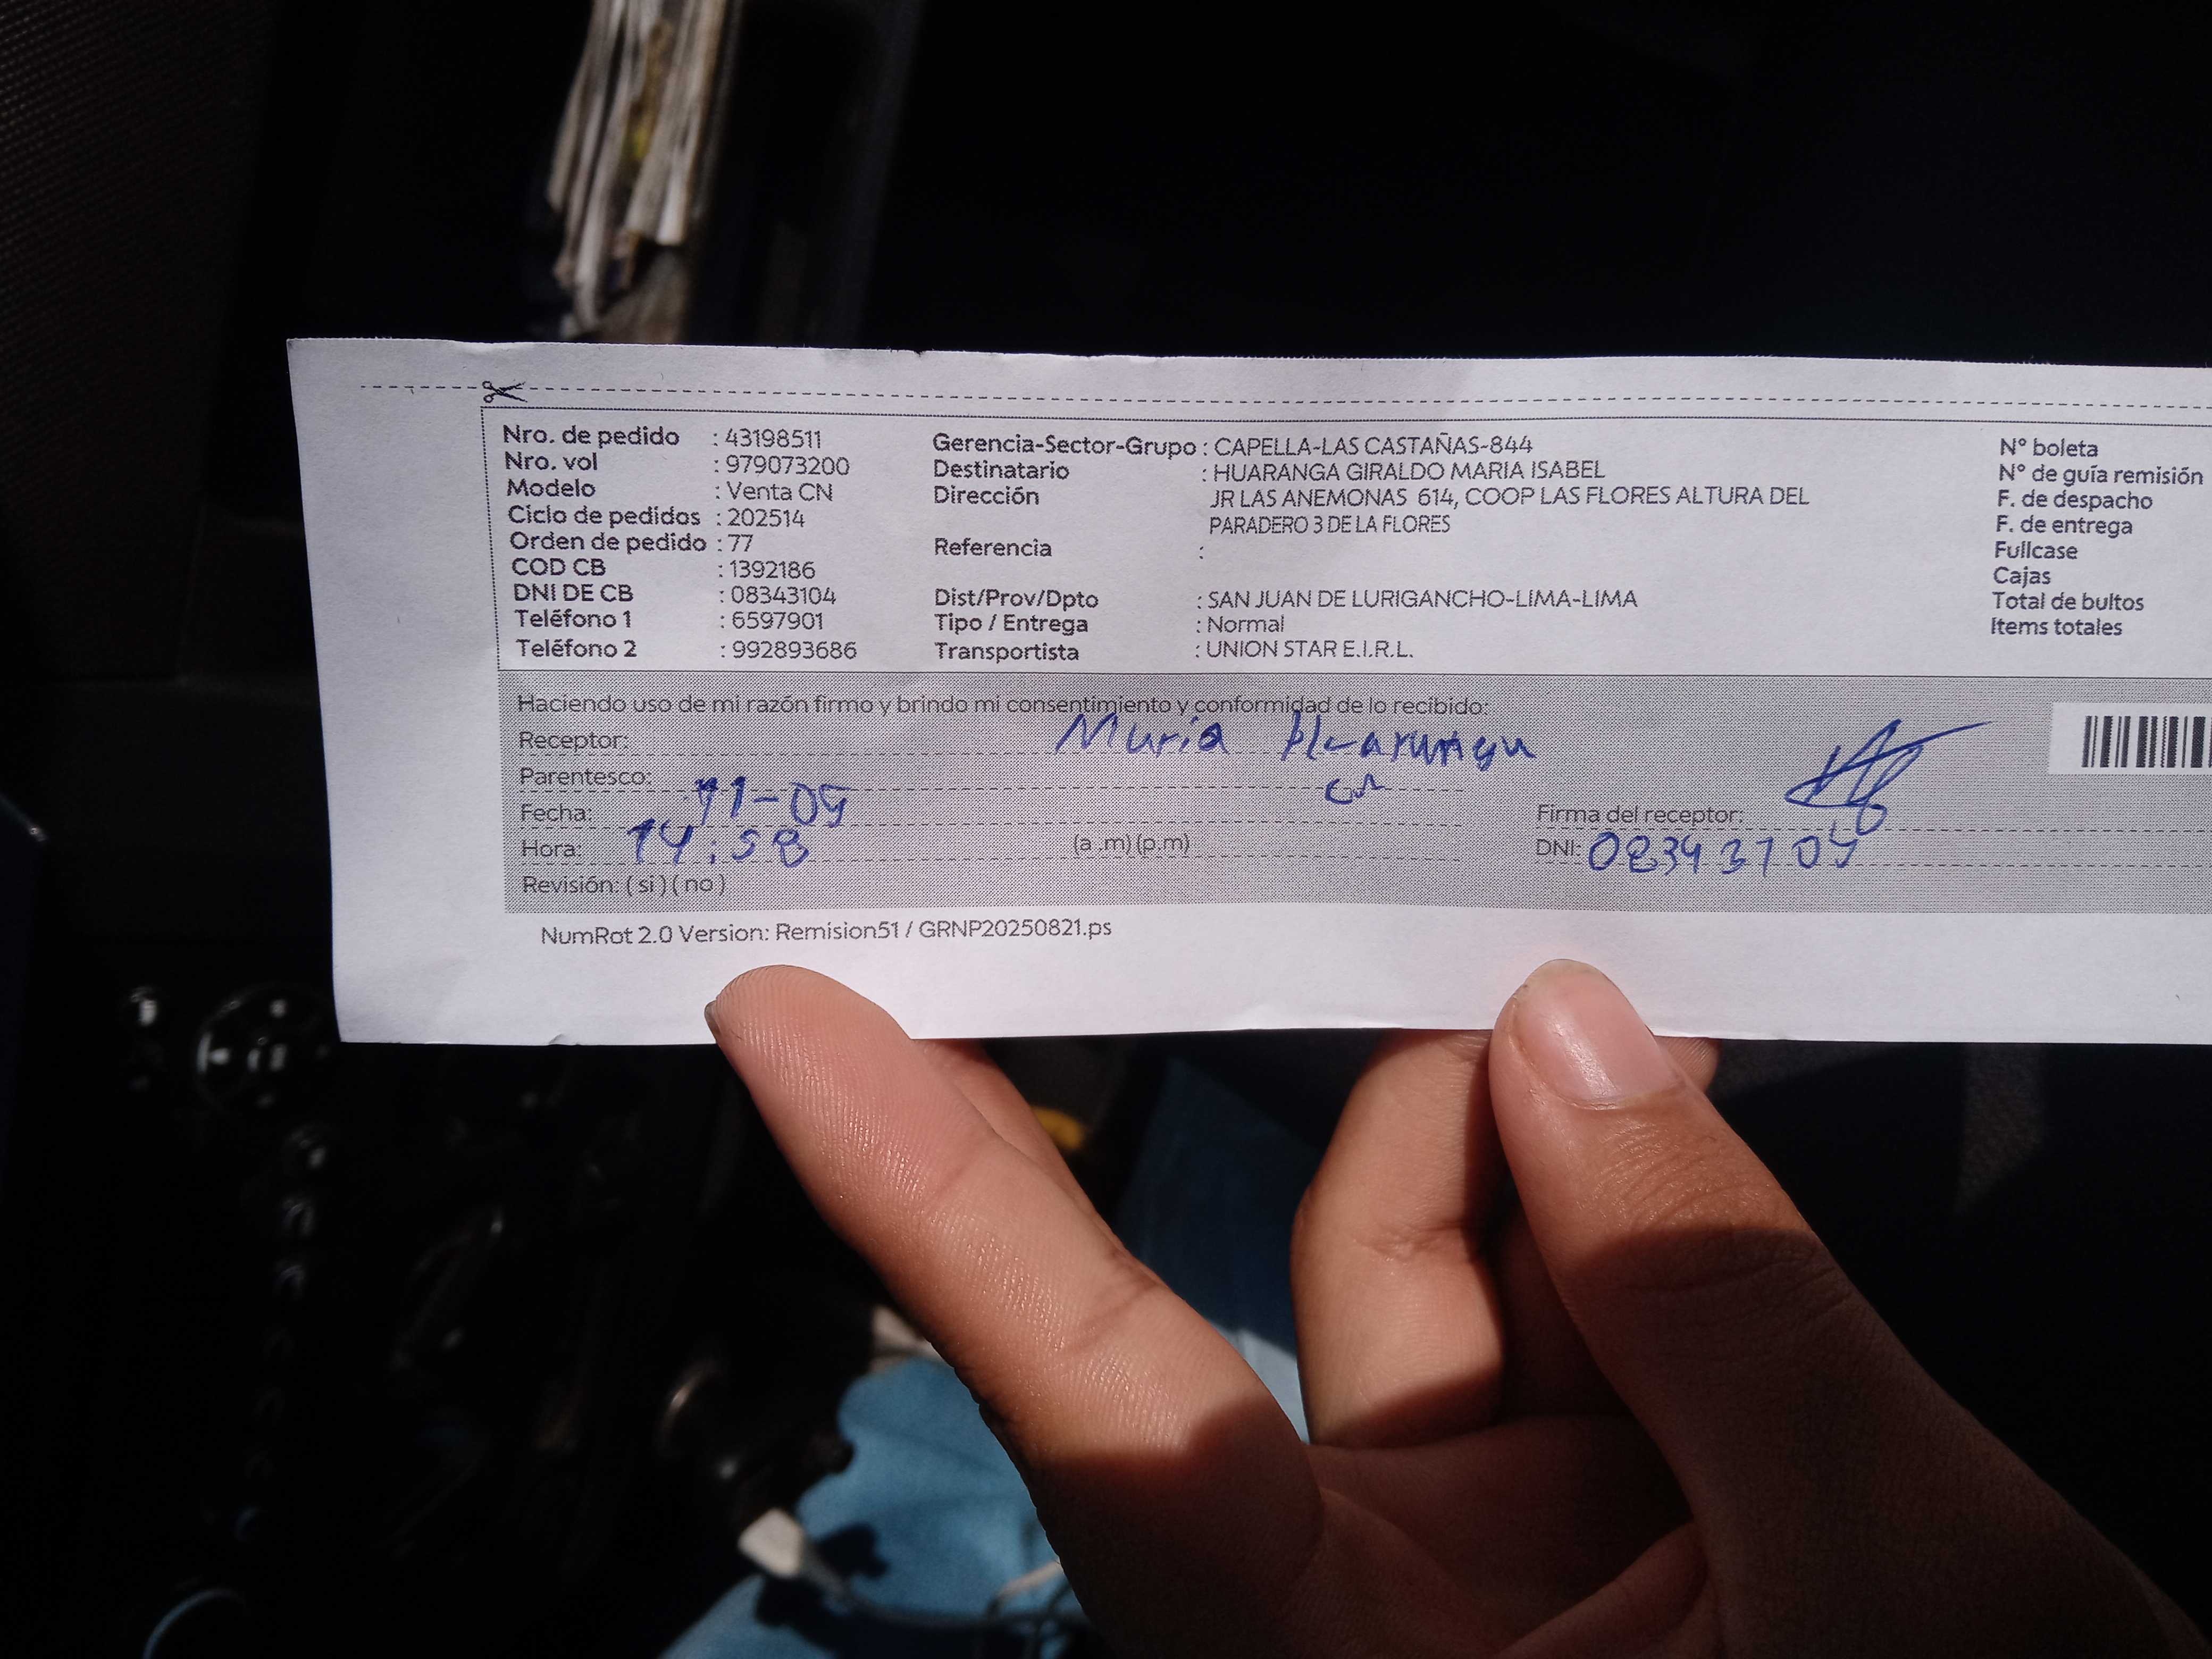 Nro. de pedido : 43198511
Nro. vol : 979073200
Modelo : Venta CN
Ciclo de pedidos : 202514
Orden de pedido : 77
COD CB : 1392186
DNI DE CB : 08343104
Teléfono 1 : 6597901
Teléfono 2 : 992893686
Gerencia-Sector-Grupo : CAPELLA-LAS CASTAÑAS-844
Destinatario : HUARANGA GIRALDO MARIA ISABEL
Dirección JR LAS ANEMONAS 614, COOP LAS FLORES ALTURA DEL
PARADERO 3 DE LA FLORES
Referencia :
Dist/Prov/Dpto : SAN JUAN DE LURIGANCHO-LIMA-LIMA
Tipo / Entrega : Normal
Transportista : UNION STAR E.I.R.L.
N° boleta
N° de guía remisión
F. de despacho
F. de entrega
Fullcase
Cajas
Total de bultos
Items totales
Haciendo uso de mi razón firmo y brindo mi consentimiento y conformidad de lo recibido:
Receptor: Maria Huaranga
Parentesco:
Fecha: 11-09
Hora: 14:58 (a .m) (p.m)
Revisión: ( si ) ( no )
Firma del receptor:
DNI: 08343104
NumRot 2.0 Version: Remision51 / GRNP20250821.ps